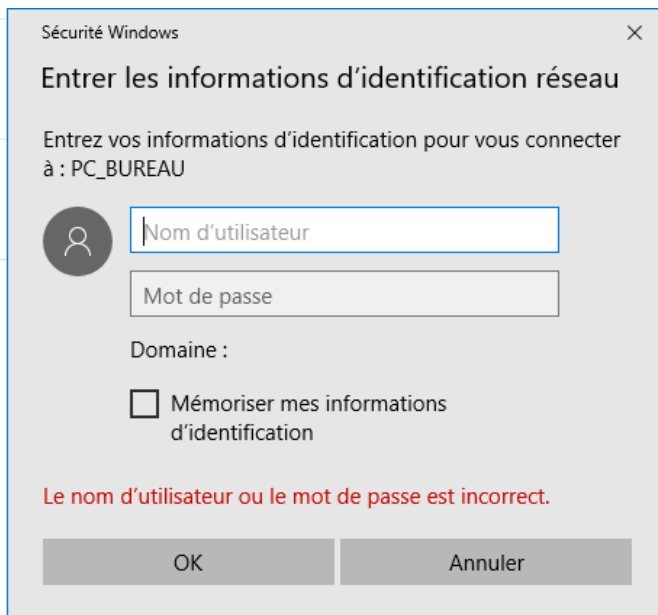 Sécurité Windows
Entrer les informations d’identification réseau
Entrez vos informations d’identification pour vous connecter
à : PC_BUREAU
Nom d’utilisateur
Mot de passe
Domaine :
Mémoriser mes informations
d’identification
Le nom d’utilisateur ou le mot de passe est incorrect.
OK
Annuler